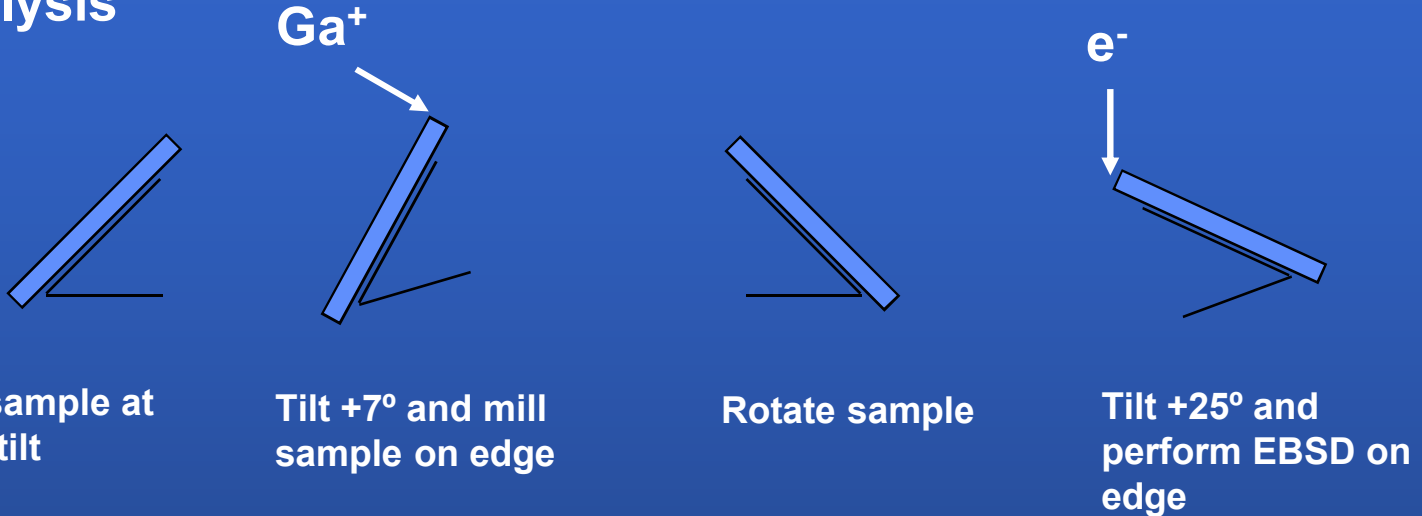 Ga⁺
e⁻
sample at
tilt
Tilt +7º and mill
sample on edge
Rotate sample
Tilt +25º and
perform EBSD on
edge